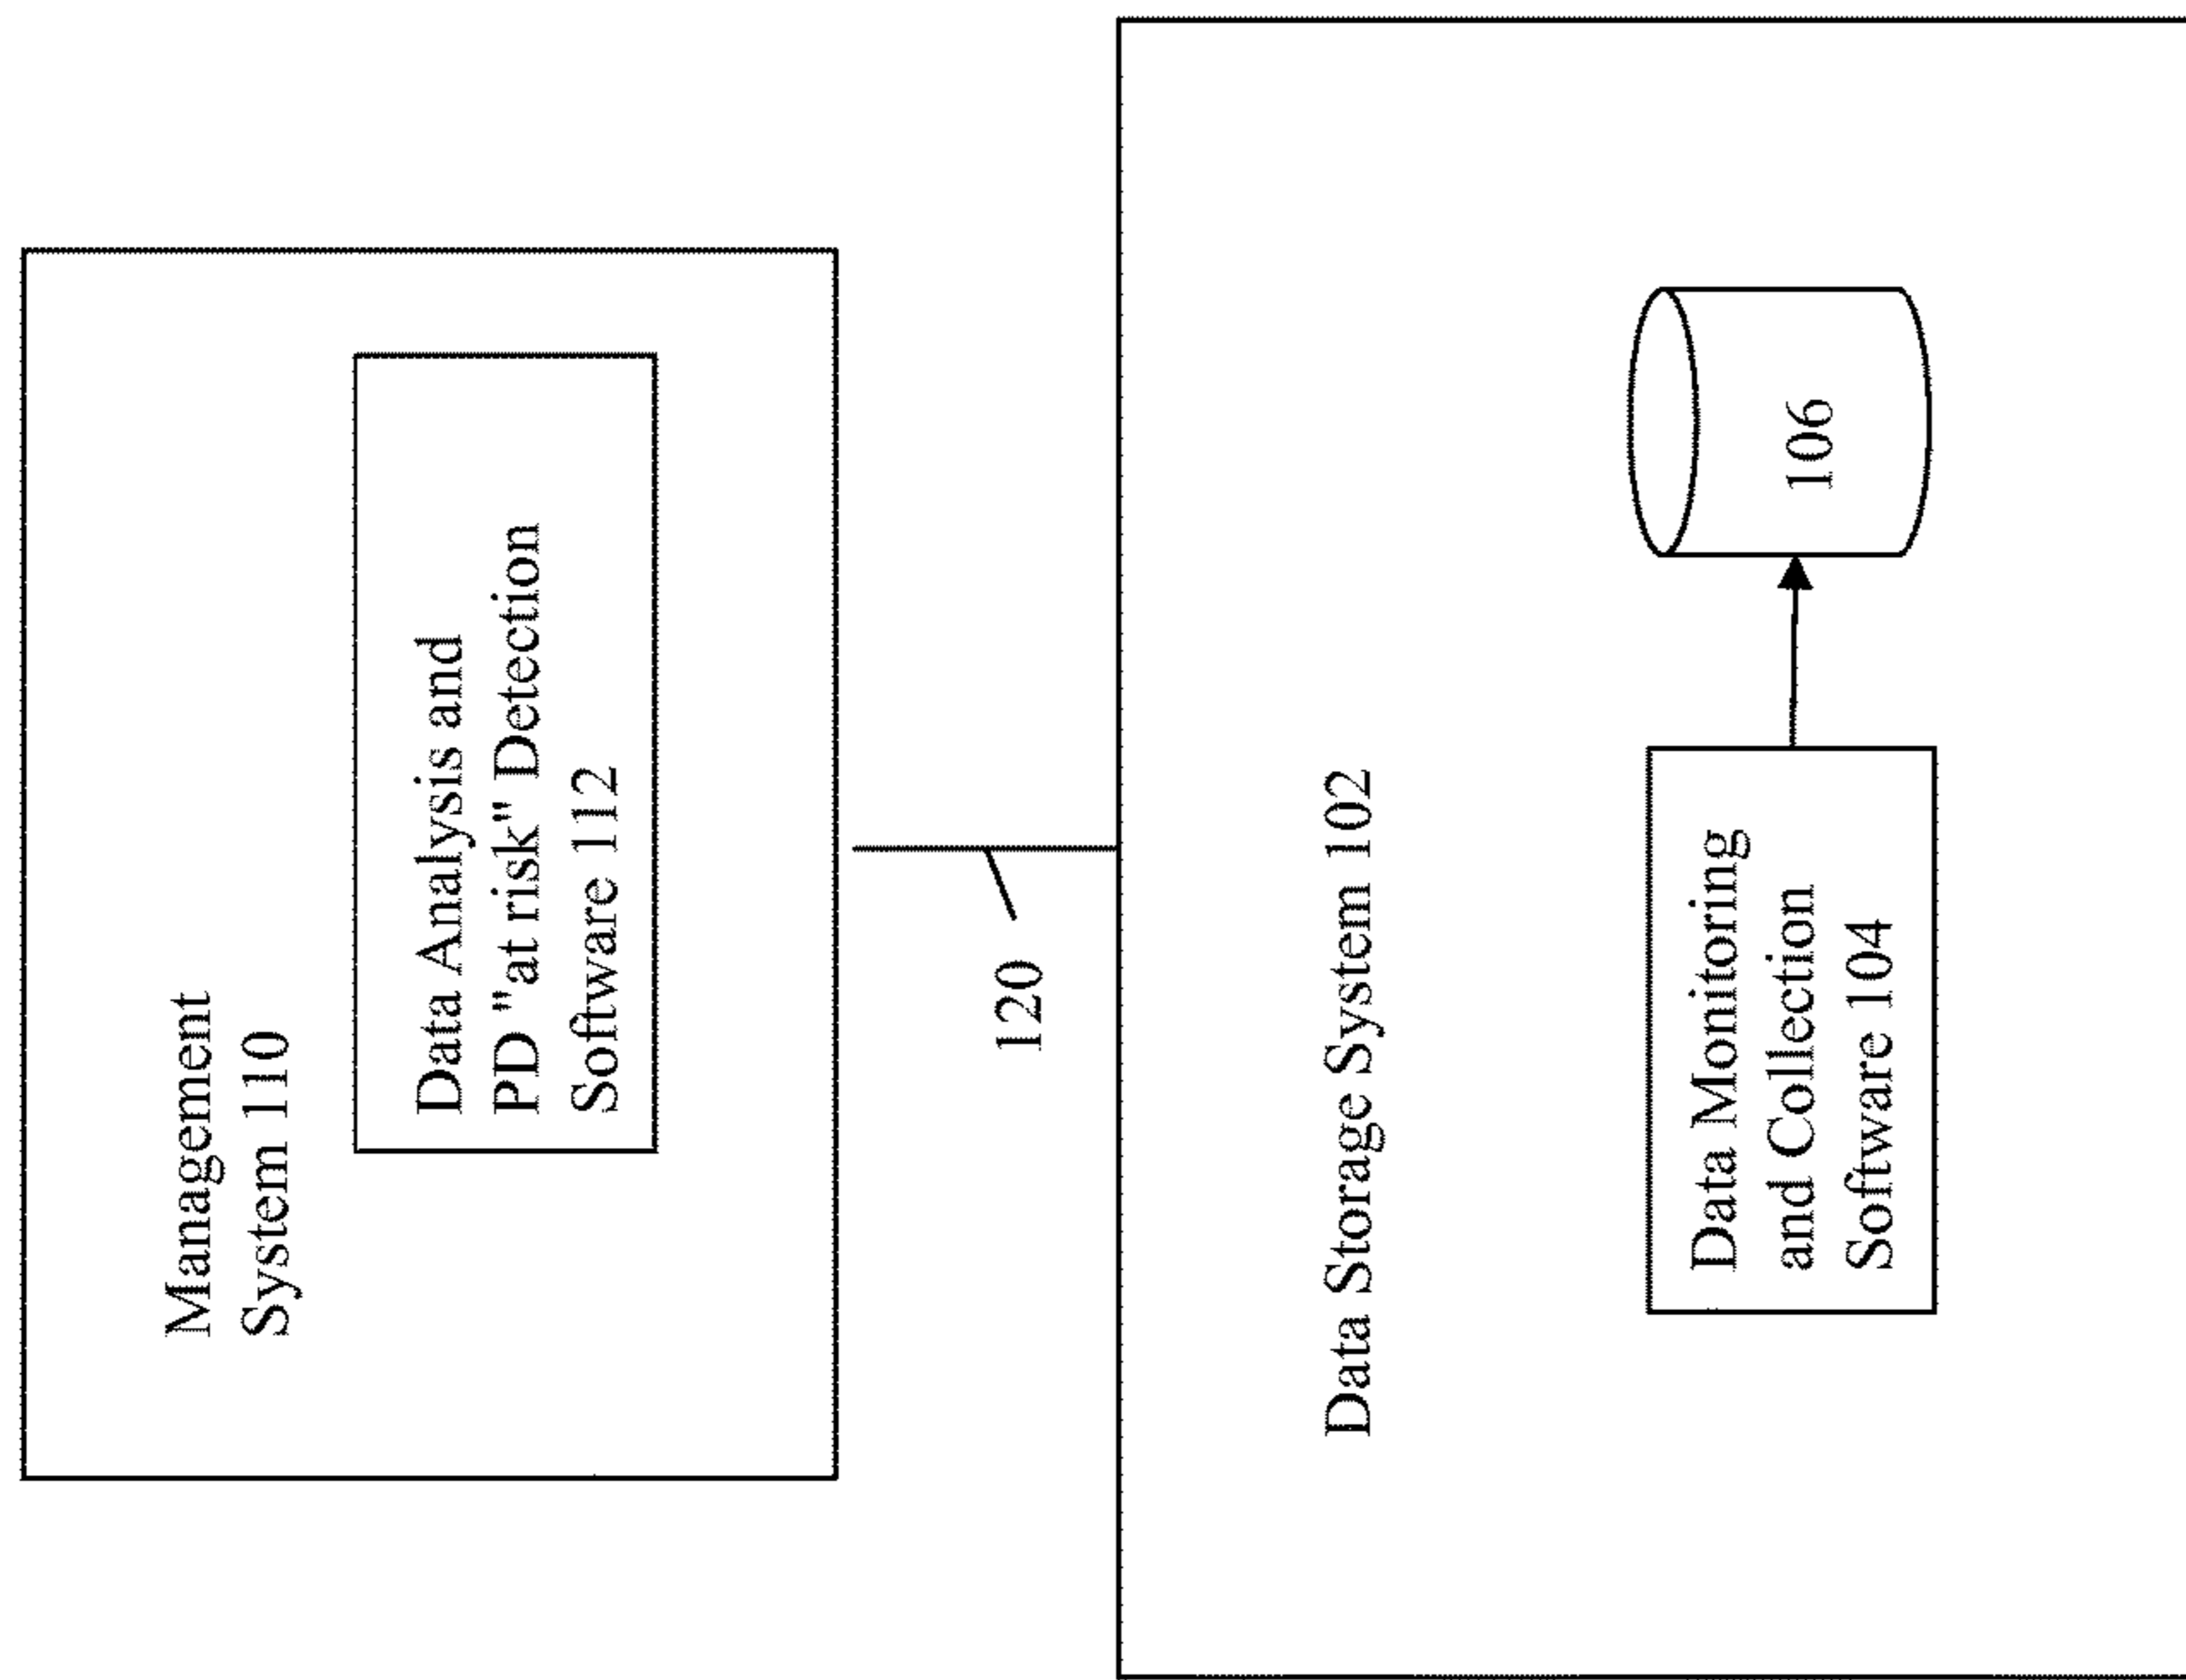 Management
System 110
Data Analysis and
PD "at risk" Detection
Software 112
120
Data Storage System 102
Data Monitoring
and Collection
Software 104
106